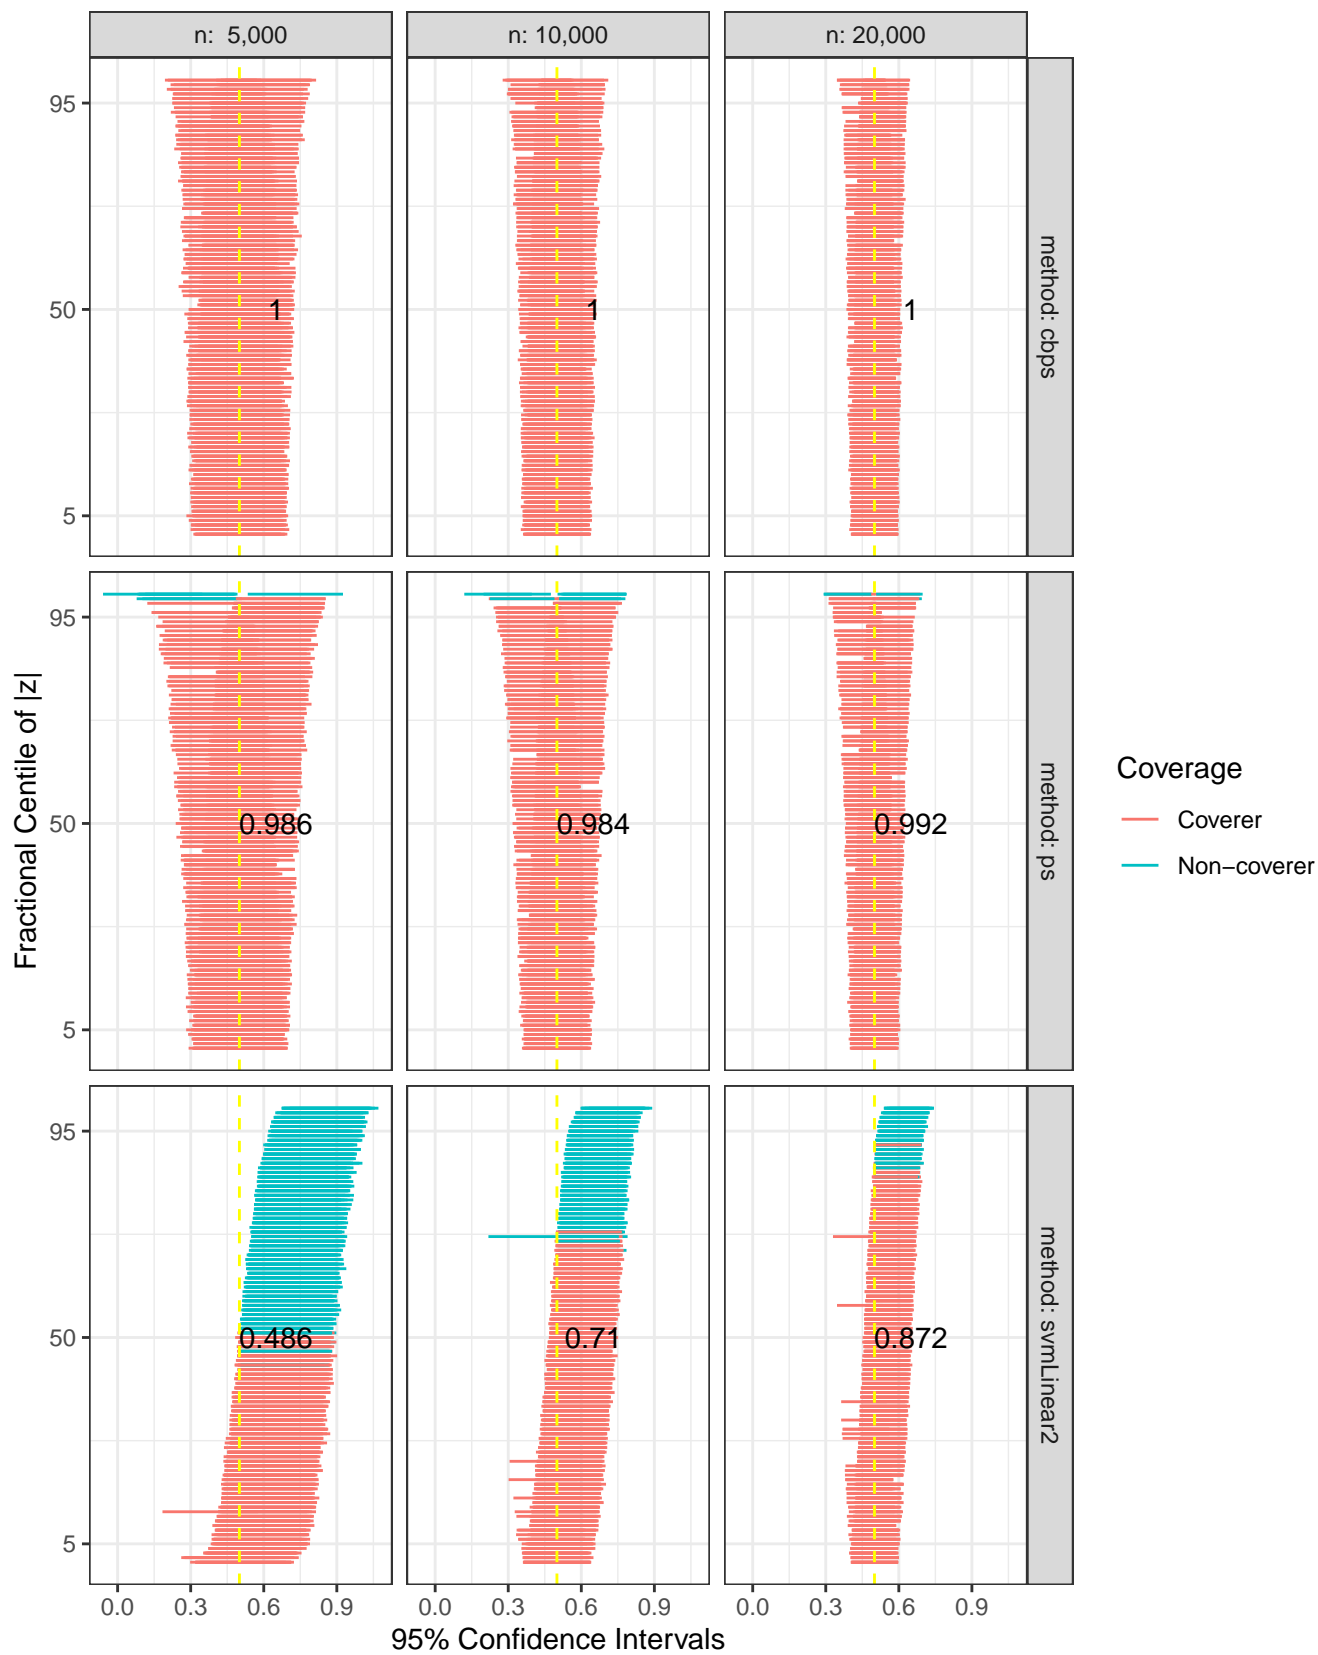 n:  5,000
n: 10,000
n: 20,000
95
50
5
1
1
1
method: cbps
95
50
5
0.986
0.984
0.992
method: ps
95
50
5
0.486
0.71
0.872
method: svmLinear2
0.0 0.3 0.6 0.9
0.0 0.3 0.6 0.9
0.0 0.3 0.6 0.9
95% Confidence Intervals
Fractional Centile of |z|
Coverage
Coverer
Non−coverer